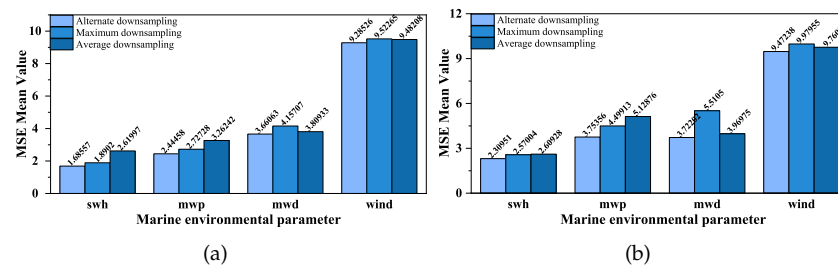 Alternate downsampling
Maximum downsampling
Average downsampling
MSE Mean Value
10
8
6
4
2
0
1.68557
1.8902
2.61997
2.44458
2.72728
3.26242
3.66063
4.15707
3.80933
9.28526
9.52265
9.48208
swh
mwp
mwd
wind
Marine environmental parameter
(a)
Alternate downsampling
Maximum downsampling
Average downsampling
MSE Mean Value
12
9
6
3
0
2.30951
2.57004
2.60928
3.75356
4.49913
5.12876
5.5105
3.96975
9.47238
9.97955
swh
mwp
mwd
wind
Marine environmental parameter
(b)